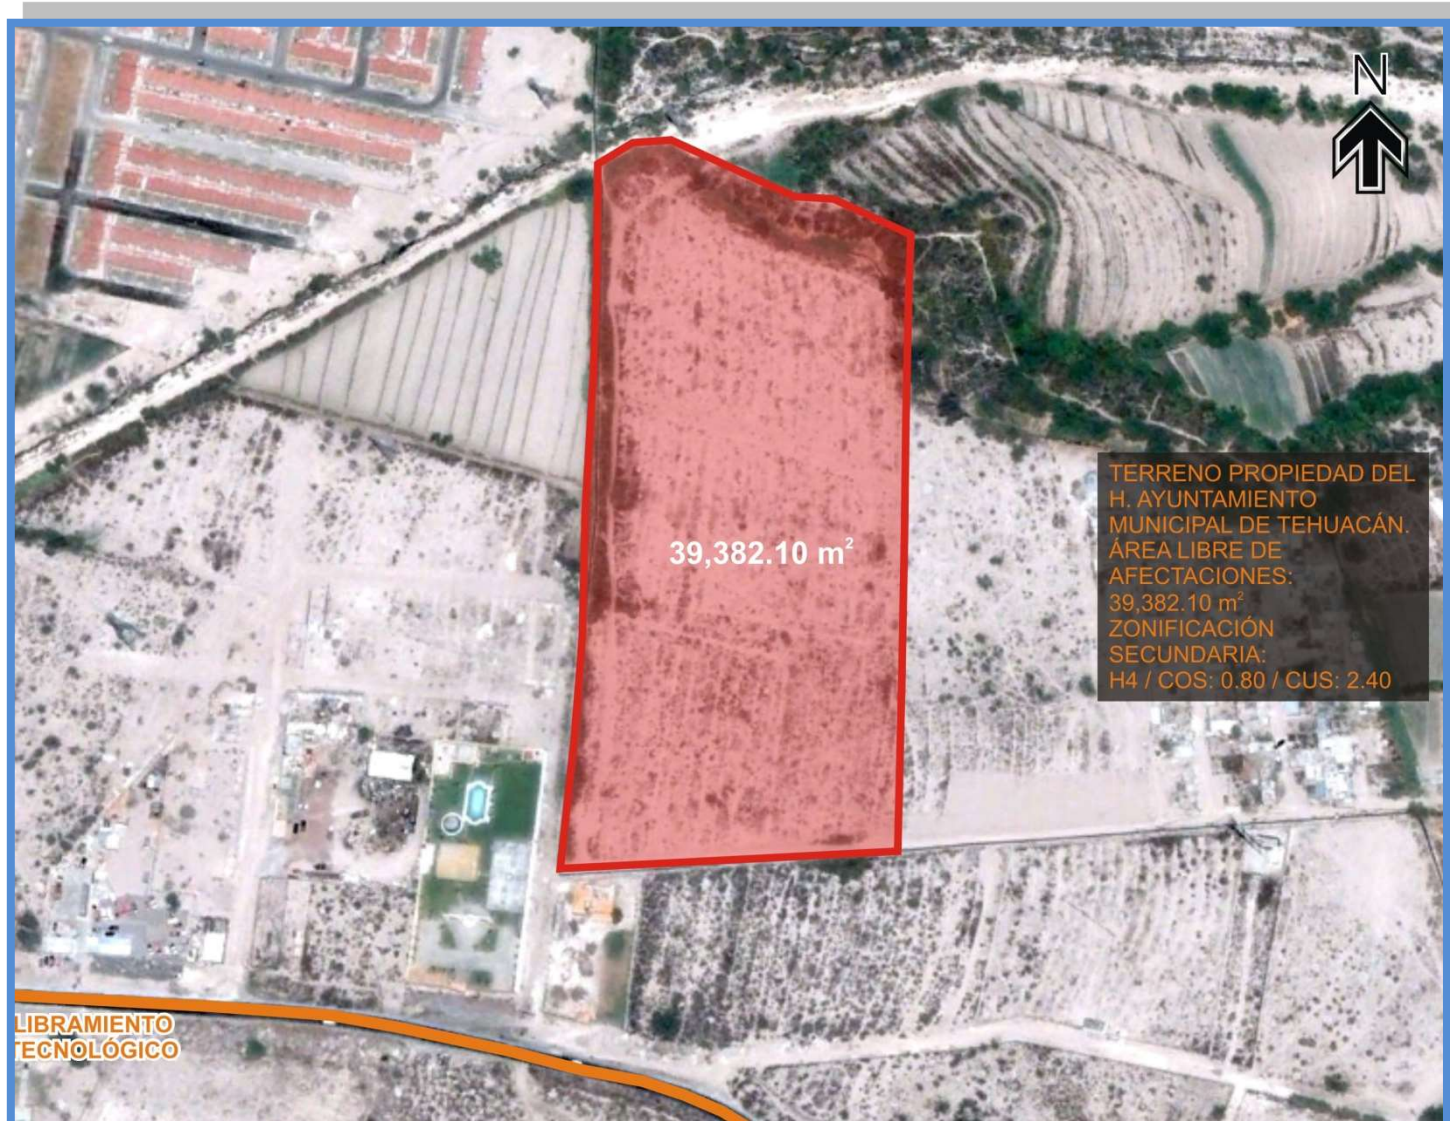 N
TERRENO PROPIEDAD DEL
H. AYUNTAMIENTO
MUNICIPAL DE TEHUACÁN.
ÁREA LIBRE DE
AFECTACIONES:
39,382.10 m²
ZONIFICACIÓN
SECUNDARIA:
H4 / COS: 0.80 / CUS: 2.40
39,382.10 m²
LIBRAMIENTO
TECNOLÓGICO